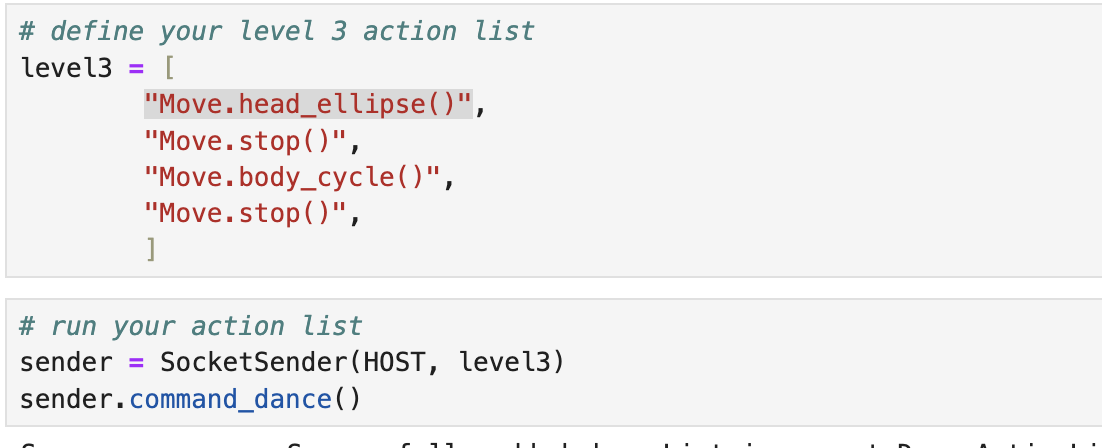 # define your level 3 action list
level3 = [
"Move.head_ellipse()",
"Move.stop()",
"Move.body_cycle()",
"Move.stop()",
]
# run your action list
sender = SocketSender(HOST, level3)
sender.command_dance()